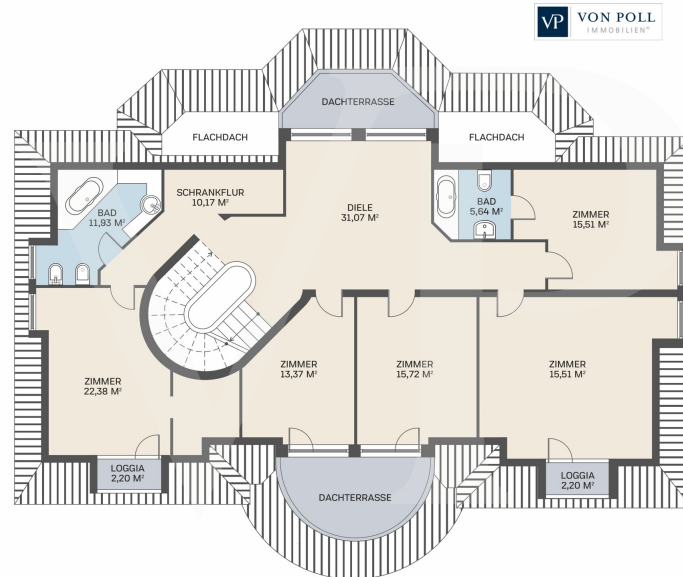 VP VON POLL
IMMOBILIEN®
DACHTERRASSE
FLACHDACH
FLACHDACH
SCHRANKFLUR
10,17 M²
DIELE
31,07 M²
BAD
11,93 M²
BAD
5,64 M²
ZIMMER
15,51 M²
ZIMMER
22,38 M²
ZIMMER
13,37 M²
ZIMMER
15,72 M²
ZIMMER
15,51 M²
LOGGIA
2,20 M²
DACHTERRASSE
LOGGIA
2,20 M²